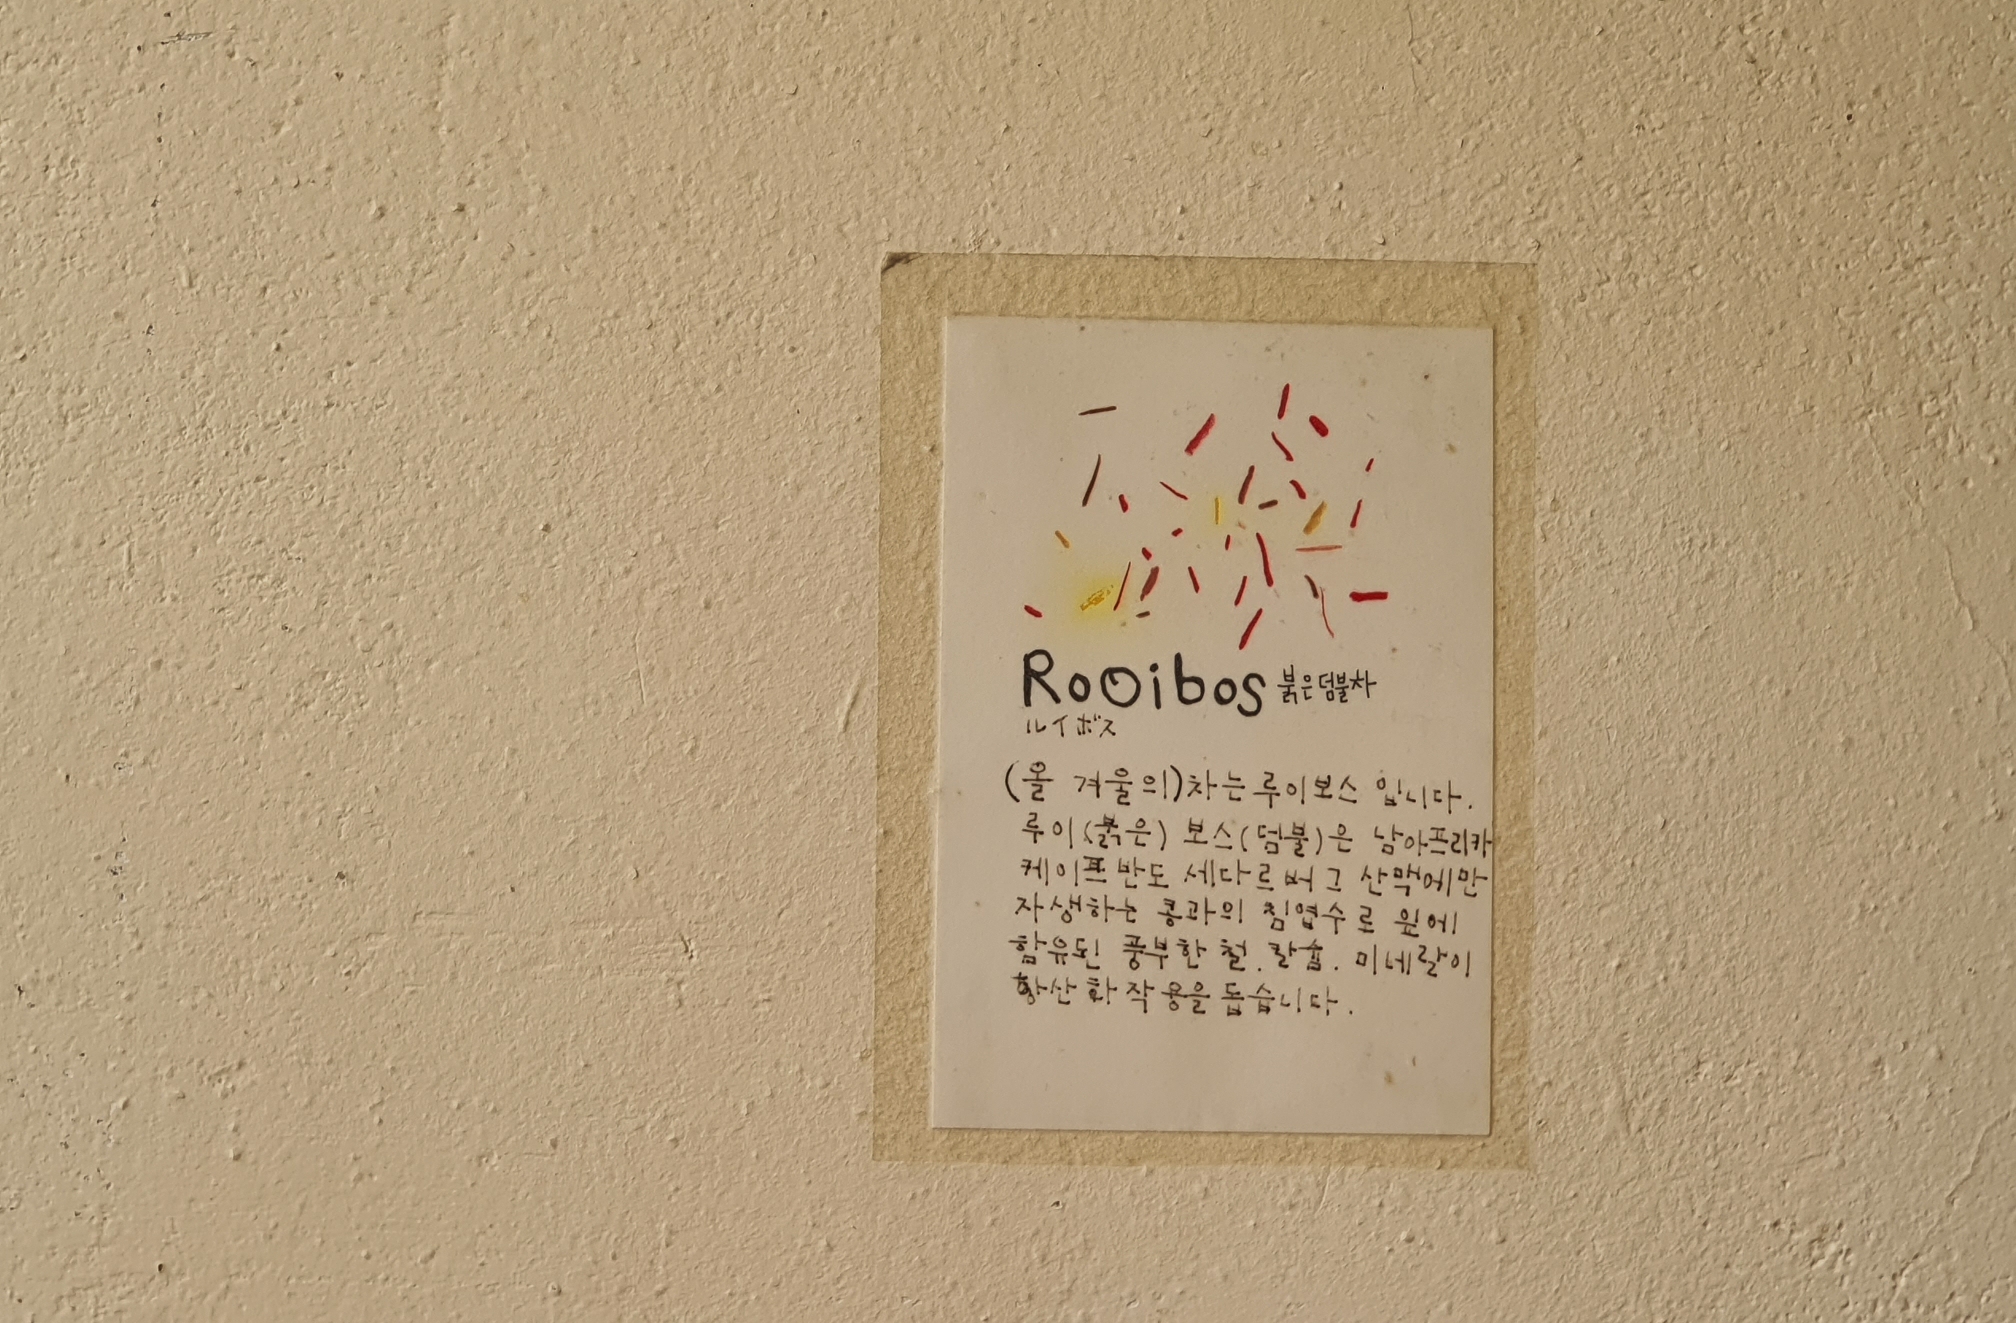 Rooibos 붉은덤불차
ルイボス
(올 겨울의)차는 루이보스 입니다.
루이(붉은) 보스(덤불)은 남아프리카
케이프반도 세다르버그 산맥에만
자생하는 콩과의 침엽수로 잎에
함유된 풍부한 철. 칼슘. 미네랄이
항산화작용을 돕습니다.